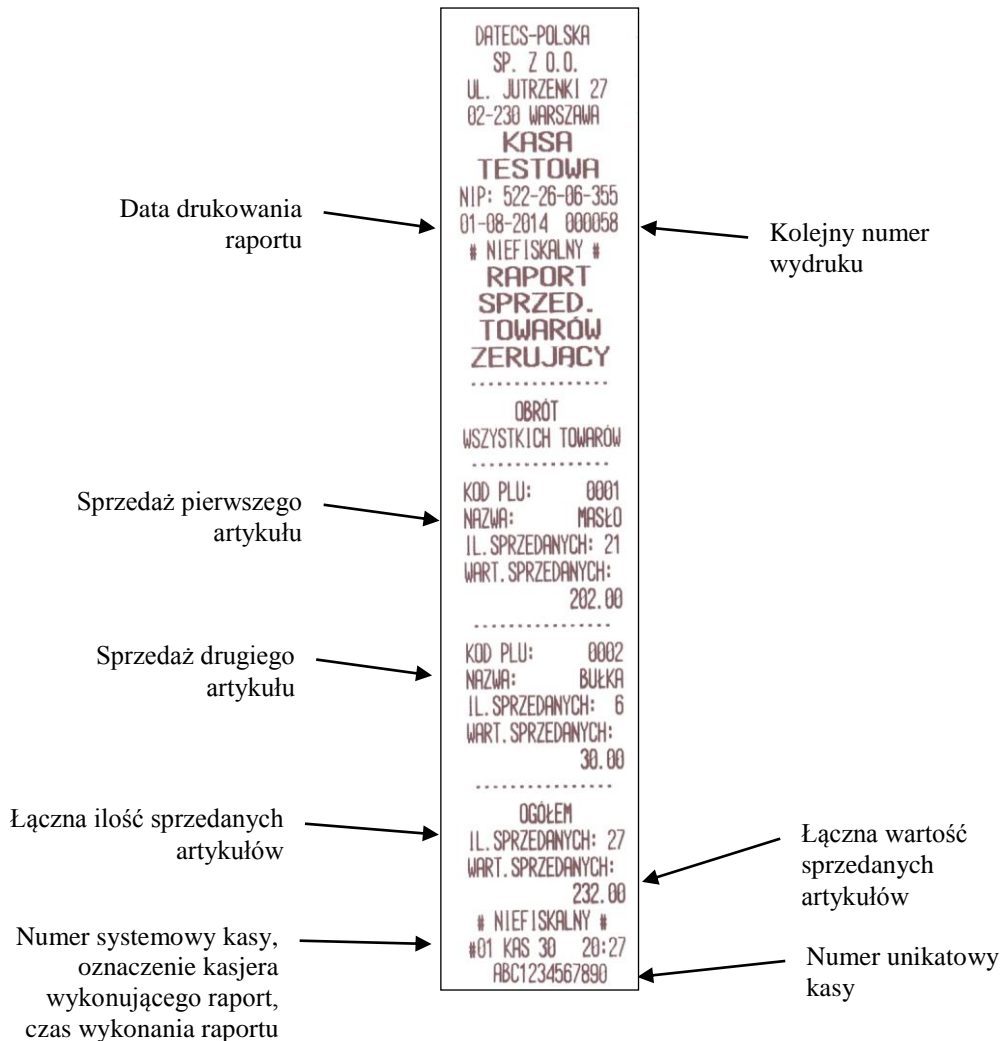 DATECS-POLSKA
SP. Z O.O.
UL. JUTRZENKI 27
02-230 WARSZAWA
KASA
TESTOWA
NIP: 522-26-06-355
01-08-2014 000058
# NIEFISKALNY #
RAPORT
SPRZED.
TOWARÓW
ZERUJĄCY
OBRÓT
WSZYSTKICH TOWARÓW
KOD PLU: 0001
NAZWA: MASŁO
IL.SPRZEDANYCH: 21
WART.SPRZEDANYCH:
202.00
KOD PLU: 0002
NAZWA: BUŁKA
IL.SPRZEDANYCH: 6
WART.SPRZEDANYCH:
30.00
OGÓŁEM
IL.SPRZEDANYCH: 27
WART.SPRZEDANYCH:
232.00
# NIEFISKALNY #
#01 KAS 30 20:27
ABC1234567890
Data drukowania
raportu
Kolejny numer
wydruku
Sprzedaż pierwszego
artykułu
Sprzedaż drugiego
artykułu
Łączna ilość sprzedanych
artykułów
Łączna wartość
sprzedanych
artykułów
Numer systemowy kasy,
oznaczenie kasjera
wykonującego raport,
czas wykonania raportu
Numer unikatowy
kasy